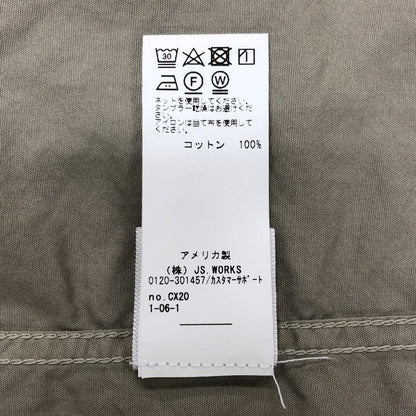 30
F W
ネットを使用してください。
タンブラー乾燥はお避けくだ
さい。
アイロンは当て布を使用して
ください。
コットン 100%
アメリカ製
(株) JS.WORKS
0120-301457/カスタマーサポート
no.CX20
1-06-1